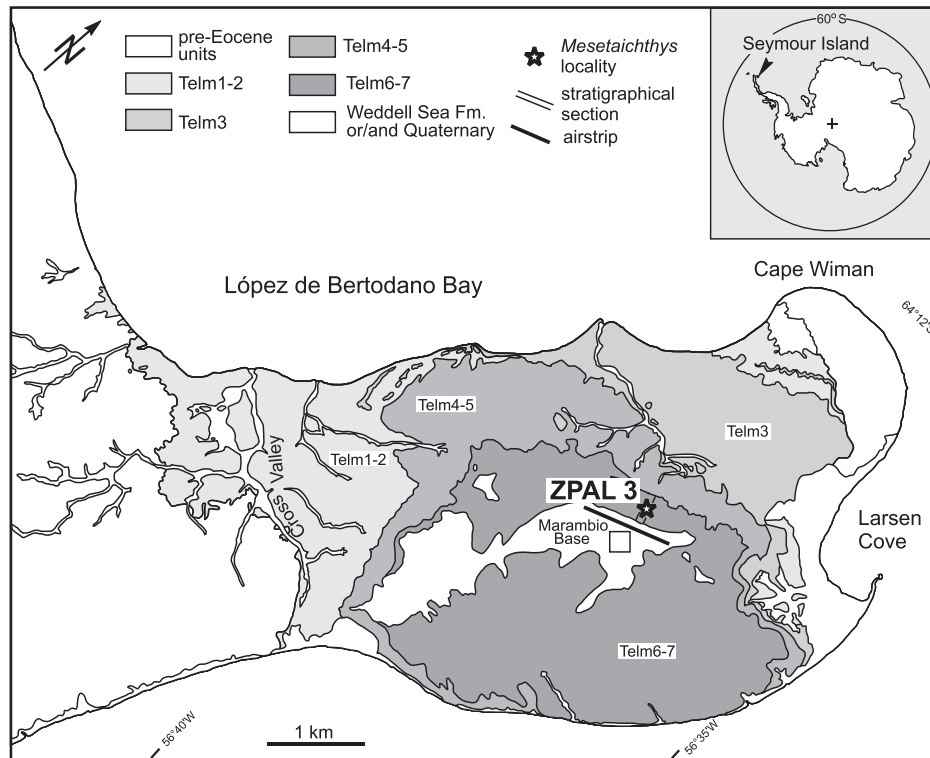 N
pre-Eocene
units
Telm1-2
Telm3
Telm4-5
Telm6-7
Weddell Sea Fm.
or/and Quaternary
Mesetaichthys
locality
stratigraphical
section
airstrip
60°S
Seymour Island
López de Bertodano Bay
Cape Wiman
64°12'S
Telm4-5
Telm3
Telm1-2
Cross Valley
ZPAL 3
Marambio
Base
Larsen
Cove
Telm6-7
56°40'W
1 km
56°35'W